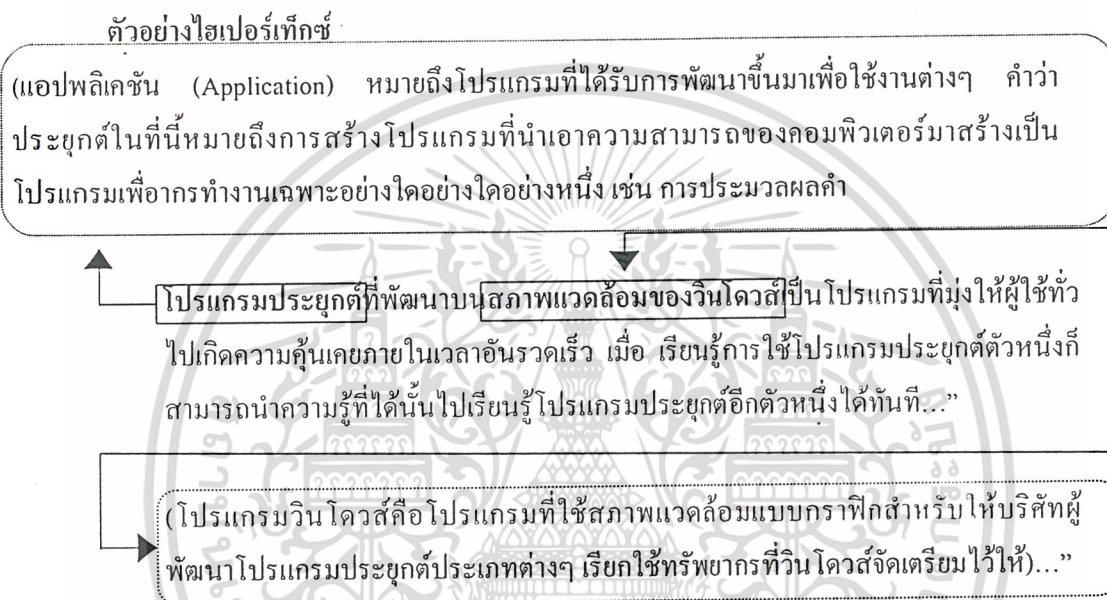 ตัวอย่างไฮเปอร์เท็กซ์
(แอปพลิเคชัน (Application) หมายถึงโปรแกรมที่ได้รับการพัฒนาขึ้นมาเพื่อใช้งานต่างๆ คำว่า
ประยุกต์ในที่นี้หมายถึงการสร้างโปรแกรมที่นำเอาความสามารถของคอมพิวเตอร์มาสร้างเป็น
โปรแกรมเพื่อการทำงานเฉพาะอย่างใดอย่างใดอย่างหนึ่ง เช่น การประมวลผลคำ
โปรแกรมประยุกต์ที่พัฒนาบนสภาพแวดล้อมของวินโดวส์เป็นโปรแกรมที่มุ่งให้ผู้ใช้ทั่ว
ไปเกิดความคุ้นเคยภายในเวลาอันรวดเร็ว เมื่อ เรียนรู้การใช้โปรแกรมประยุกต์ตัวหนึ่งก็
สามารถนำความรู้ที่ได้นั้นไปเรียนรู้โปรแกรมประยุกต์อีกตัวหนึ่งได้ทันที…”
(โปรแกรมวินโดวส์คือโปรแกรมที่ใช้สภาพแวดล้อมแบบกราฟิกสำหรับให้บริษัทผู้
พัฒนาโปรแกรมประยุกต์ประเภทต่างๆ เรียกใช้ทรัพยากรที่วินโดวส์จัดเตรียมไว้ให้)…”